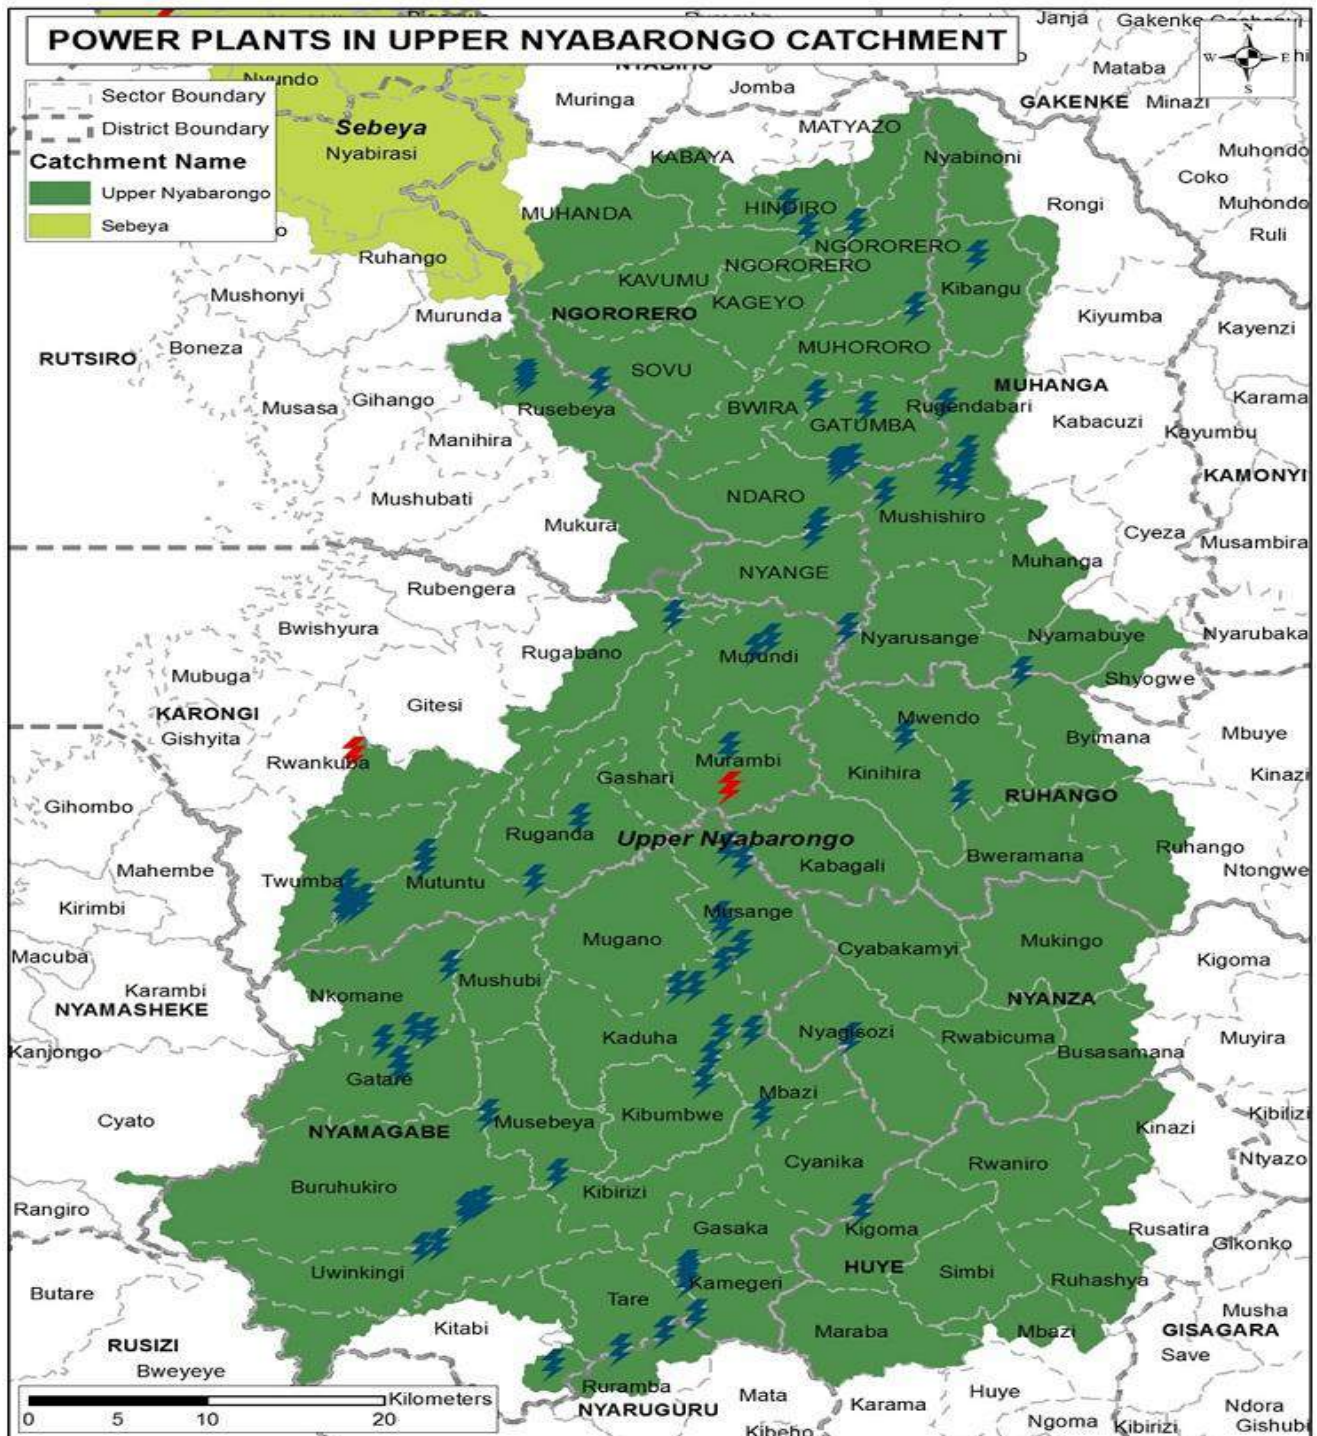 Janja Gakenke
POWER PLANTS IN UPPER NYABARONGO CATCHMENT
N
W E
S
Nyundo
Sector Boundary
District Boundary
Catchment Name
Upper Nyabarongo
Sebeya
Sebeya
Nyabirasi
Muringa
Jomba
Mataba
GAKENKE Minazi
MATYAZO
KABAYA
Nyabinoni
Muhondo
Coko
Muhondo
Rongi
Ruli
MUHANDA
HINDIRO
NGORORERO
NGORORERO
Ruhango
KAVUMU
KAGEYO
Kibangu
Mushonyi
Murunda
NGORORERO
Kiyumba
Kayenzi
Boneza
RUTSIRO
MUHORORO
SOVU
MUHANGA
Musasa
Gihango
Rusebeya
BWIRA
GATUMBA
Rugendabari
Kabacuzi
Karama
Kayumbu
Manihira
KAMONYI
Mushubati
NDARO
Mushishiro
Mukura
Cyeza
Musambira
NYANGE
Muhanga
Rubengera
Bwishyura
Rugabano
Murundi
Nyarusange
Nyamabuye
Nyarubaka
Mubuga
Shyogwe
KARONGI
Gishyita
Gitesi
Mwendo
Byimana
Mbuye
Rwankuba
Gashari
Murambi
Kinihira
Kinazi
RUHANGO
Gihombo
Ruganda
Upper Nyabarongo
Kabagali
Bweramana
Ruhango
Ntongwe
Mahembe
Twumba
Mutuntu
Kirimbi
Musange
Mugano
Cyabakamyi
Mukingo
Macuba
Kigoma
Karambi
NYAMASHEKE
Nkomane
Mushubi
NYANZA
Kanjongo
Kaduha
Nyagisozi
Rwabicuma
Busasamana
Muyira
Gatare
Mbazi
Cyato
NYAMAGABE
Musebeya
Kibumbwe
Kinazi
Kibilizi
Cyanika
Rwaniro
Ntyazo
Buruhukiro
Kibirizi
Rangiro
Gasaka
Kigoma
Rusatira
Gikonko
Uwinkingi
HUYE
Simbi
Ruhashya
Butare
Kamegeri
Tare
Musha
RUSIZI
Bweyeye
Kitabi
Maraba
Mbazi
GISAGARA
Save
Ruramba
NYARUGURU
Mata
Karama
Huye
Ndora
Kilometers
0 5 10 20
Kibeho
Ngoma
Kibirizi
Gishubi